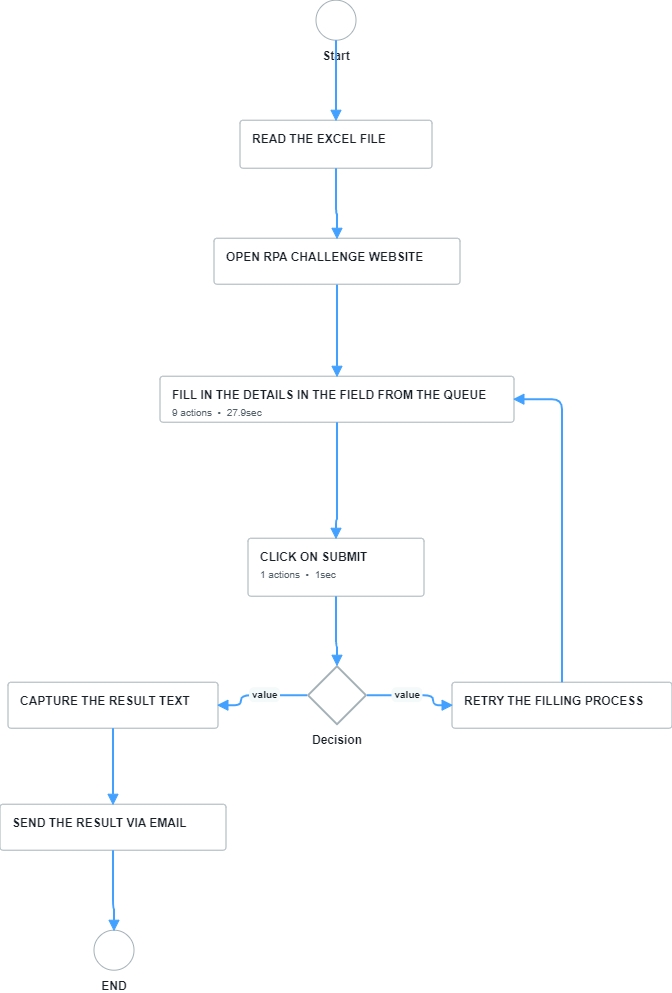 Start
READ THE EXCEL FILE
OPEN RPA CHALLENGE WEBSITE
FILL IN THE DETAILS IN THE FIELD FROM THE QUEUE
9 actions • 27.9sec
CLICK ON SUBMIT
1 actions • 1sec
value
value
CAPTURE THE RESULT TEXT
RETRY THE FILLING PROCESS
Decision
SEND THE RESULT VIA EMAIL
END